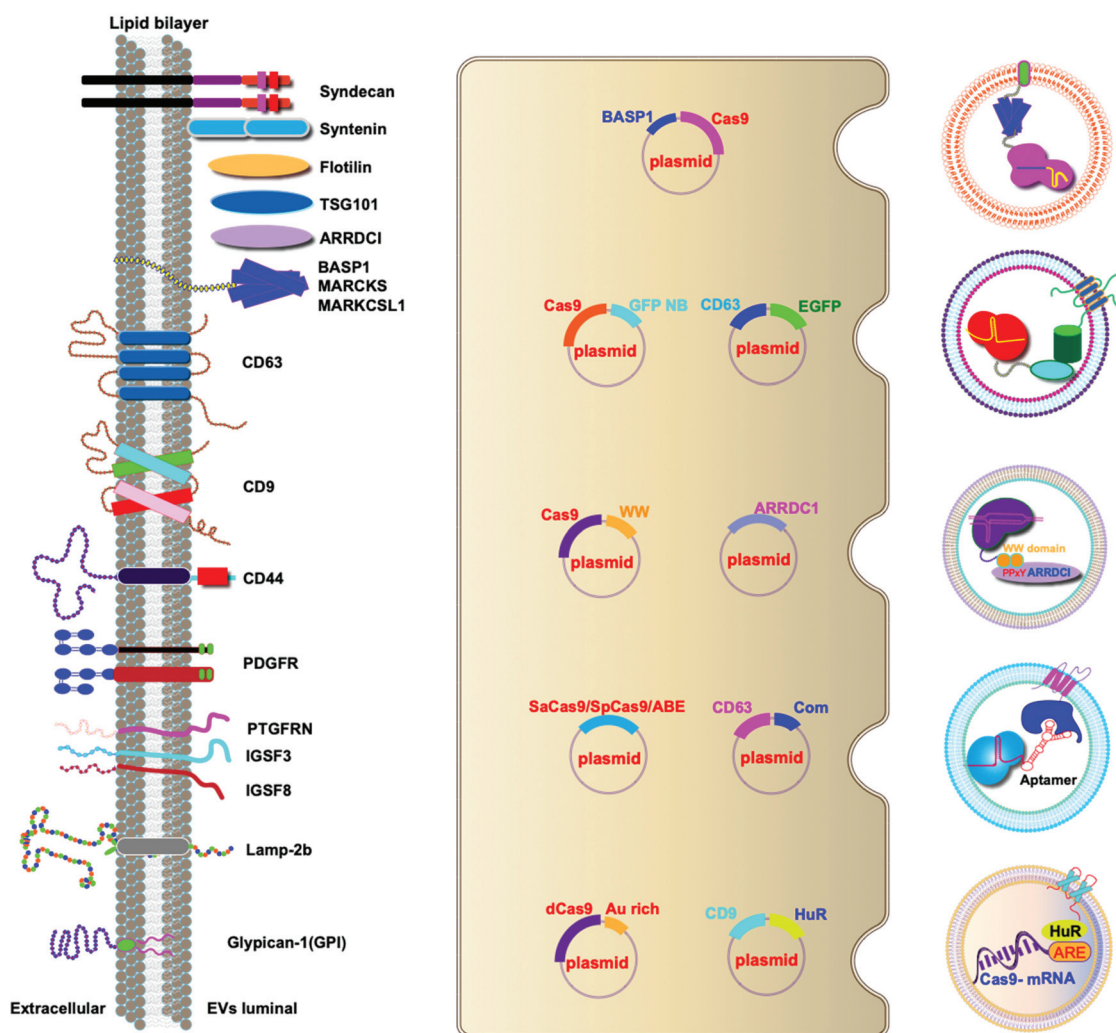 Lipid bilayer
Syndecan
Syntenin
Flotilin
TSG101
ARRDCI
BASP1
MARCKS
MARKCSL1
CD63
CD9
CD44
PDGFR
PTGFRN
IGSF3
IGSF8
Lamp-2b
Glypican-1(GPI)
Extracellular
EVs luminal
BASP1
Cas9
plasmid
Cas9
GFP NB
plasmid
CD63
EGFP
plasmid
Cas9
WW
plasmid
ARRDC1
plasmid
SaCas9/SpCas9/ABE
plasmid
CD63
Com
plasmid
dCas9
Au rich
plasmid
CD9
HuR
plasmid
WW domain
PPxY ARRDCI
Aptamer
HuR
ARE
Cas9- mRNA